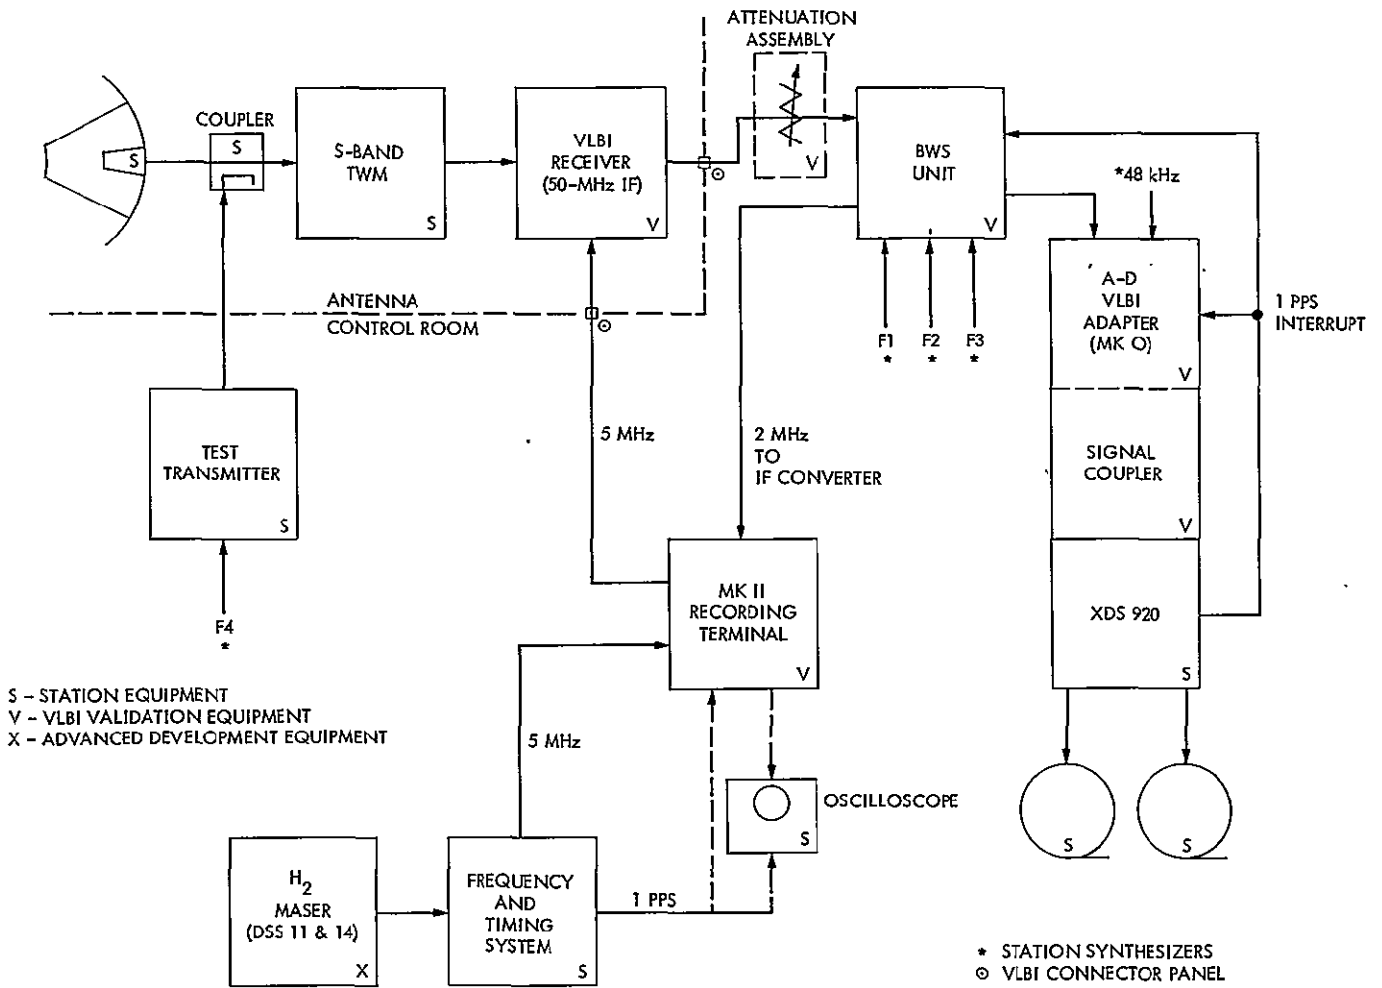 ATTENUATION
ASSEMBLY
V
COUPLER
S
S
S-BAND
TWM
S
VLBI
RECEIVER
(50-MHz IF)
V
BWS
UNIT
V
*48 kHz
A-D
VLBI
ADAPTER
(MK O)
V
1 PPS
INTERRUPT
ANTENNA
CONTROL ROOM
F1
*
F2
*
F3
*
TEST
TRANSMITTER
S
F4
*
5 MHz
2 MHz
TO
IF CONVERTER
SIGNAL
COUPLER
V
MK II
RECORDING
TERMINAL
V
XDS 920
S
S
S
S - STATION EQUIPMENT
V - VLBI VALIDATION EQUIPMENT
X - ADVANCED DEVELOPMENT EQUIPMENT
5 MHz
OSCILLOSCOPE
S
H2
MASER
(DSS 11 & 14)
X
FREQUENCY
AND
TIMING
SYSTEM
S
1 PPS
* STATION SYNTHESIZERS
⊙ VLBI CONNECTOR PANEL